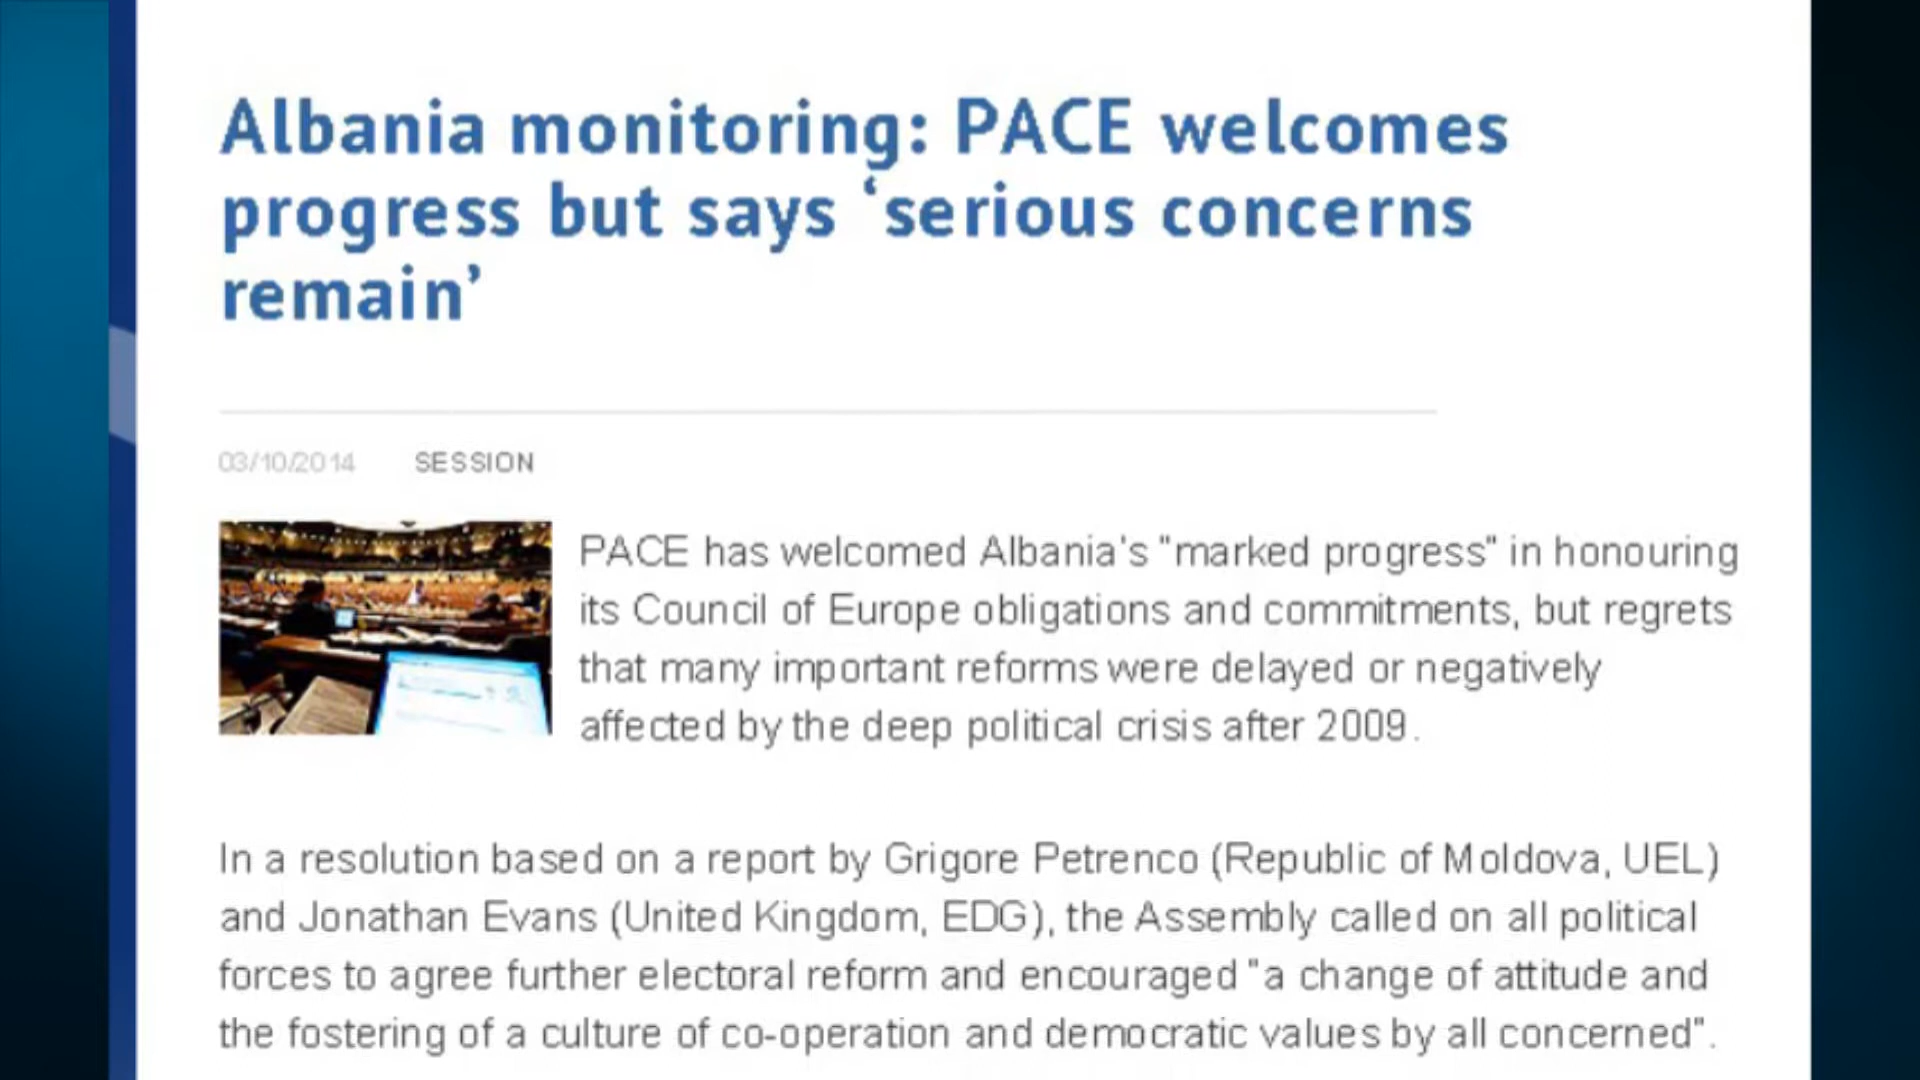 Albania monitoring: PACE welcomes
progress but says ‘serious concerns
remain’
03/10/2014 SESSION
PACE has welcomed Albania's "marked progress" in honouring
its Council of Europe obligations and commitments, but regrets
that many important reforms were delayed or negatively
affected by the deep political crisis after 2009.
In a resolution based on a report by Grigore Petrenco (Republic of Moldova, UEL)
and Jonathan Evans (United Kingdom, EDG), the Assembly called on all political
forces to agree further electoral reform and encouraged "a change of attitude and
the fostering of a culture of co-operation and democratic values by all concerned".